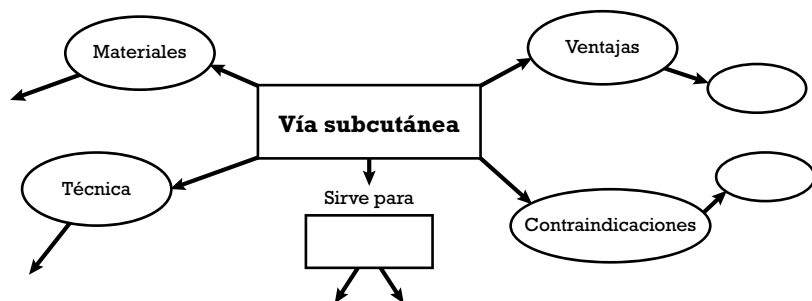 Materiales
Ventajas
Vía subcutánea
Técnica
Sirve para
Contraindicaciones